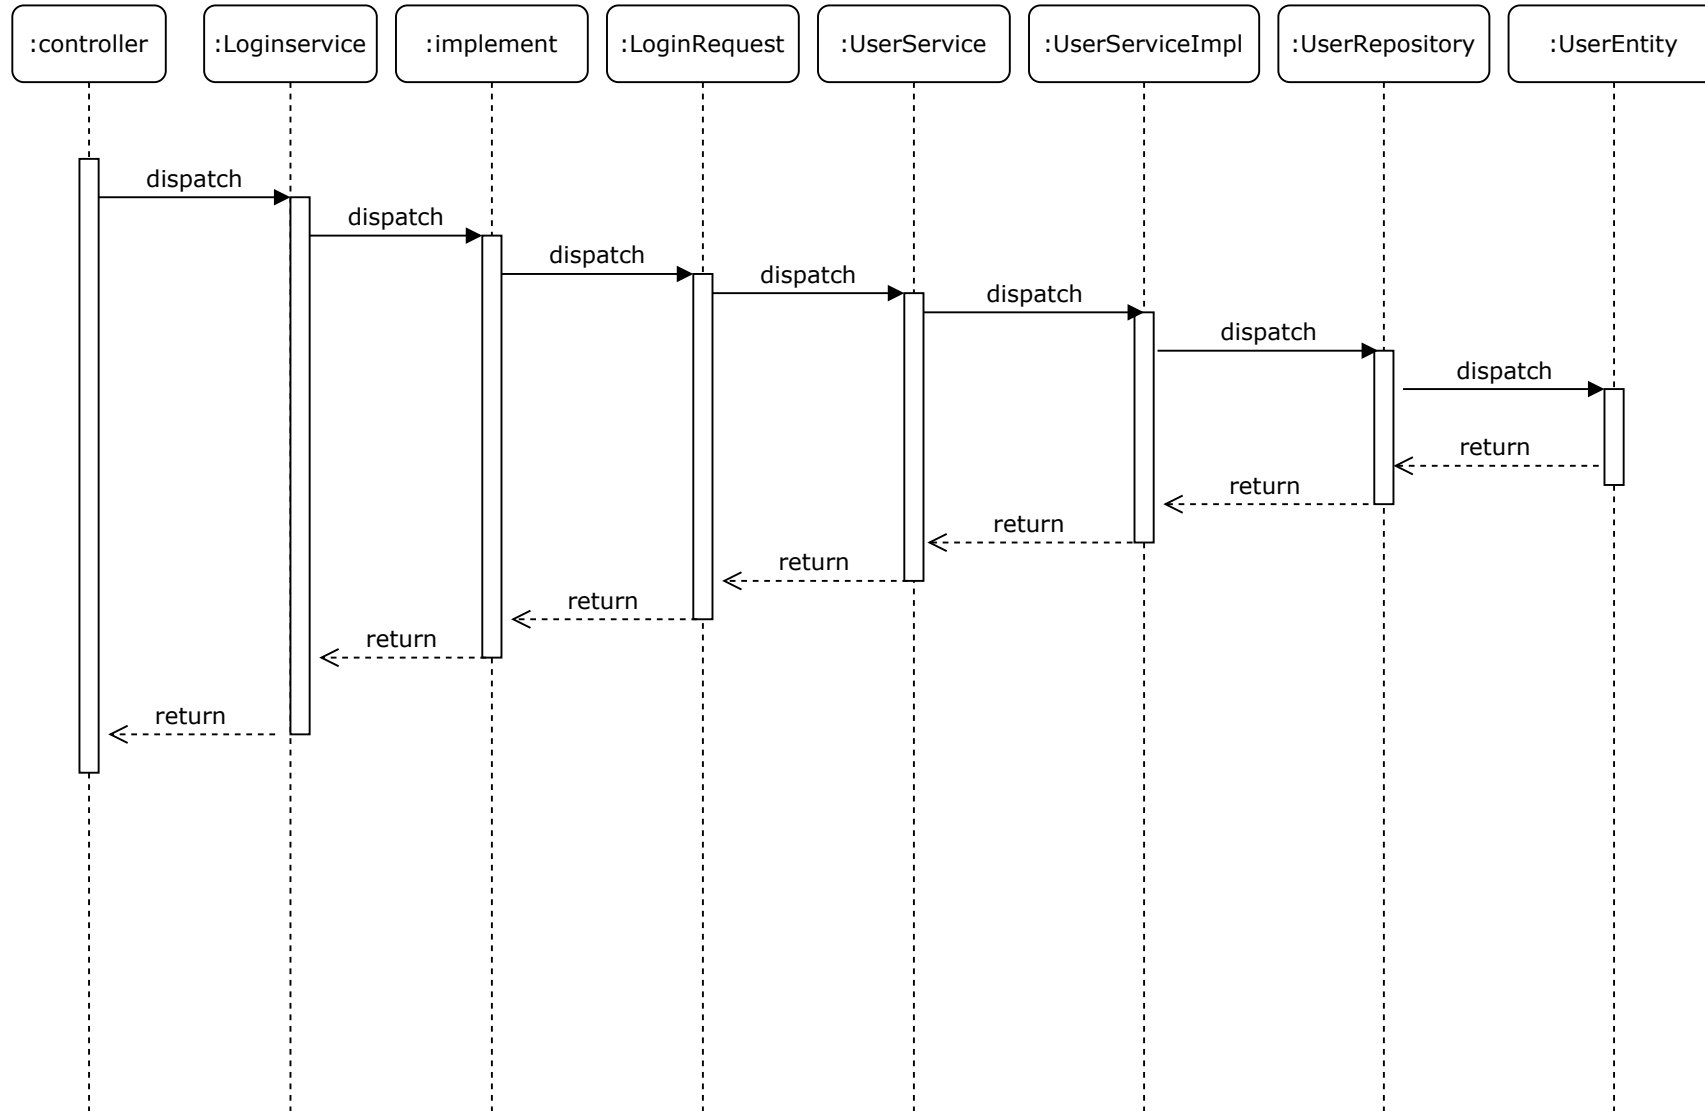 :controller
:Loginservice
:implement
:LoginRequest
:UserService
:UserServiceImpl
:UserRepository
:UserEntity
dispatch
dispatch
dispatch
dispatch
dispatch
dispatch
dispatch
return
return
return
return
return
return
return